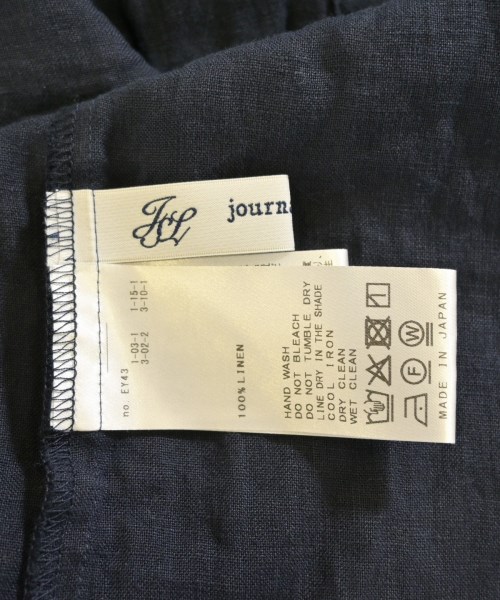 J&L
journ
no. EY43
1-03-1 1-15-1
3-02-2 3-10-1
100% LINEN
HAND WASH
DO NOT BLEACH
DO NOT TUMBLE DRY
LINE DRY IN THE SHADE
COOL IRON
DRY CLEAN
WET CLEAN
F
W
MADE IN JAPAN